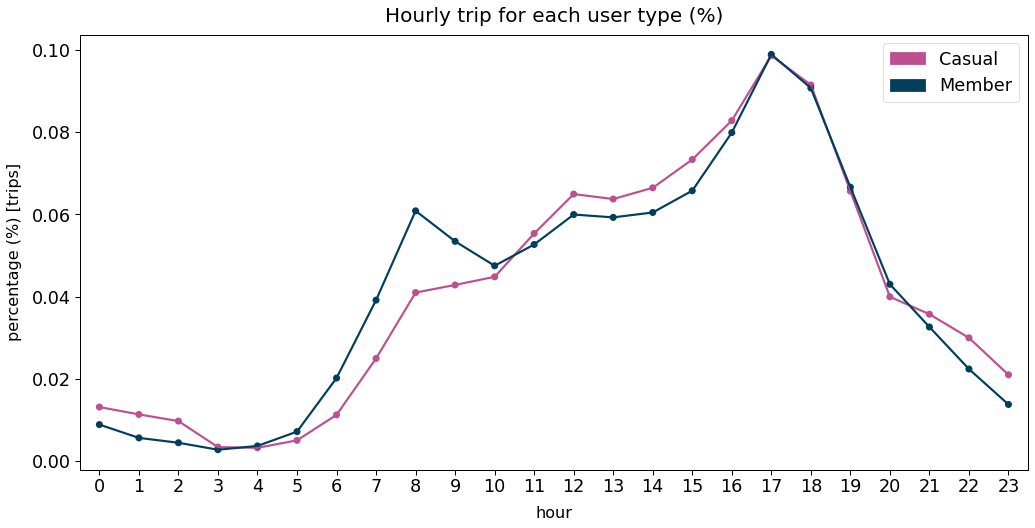 Hourly trip for each user type (%)
Casual
Member
percentage (%) [trips]
0.10
0.08
0.06
0.04
0.02
0.00
0 1 2 3 4 5 6 7 8 9 10 11 12 13 14 15 16 17 18 19 20 21 22 23
hour